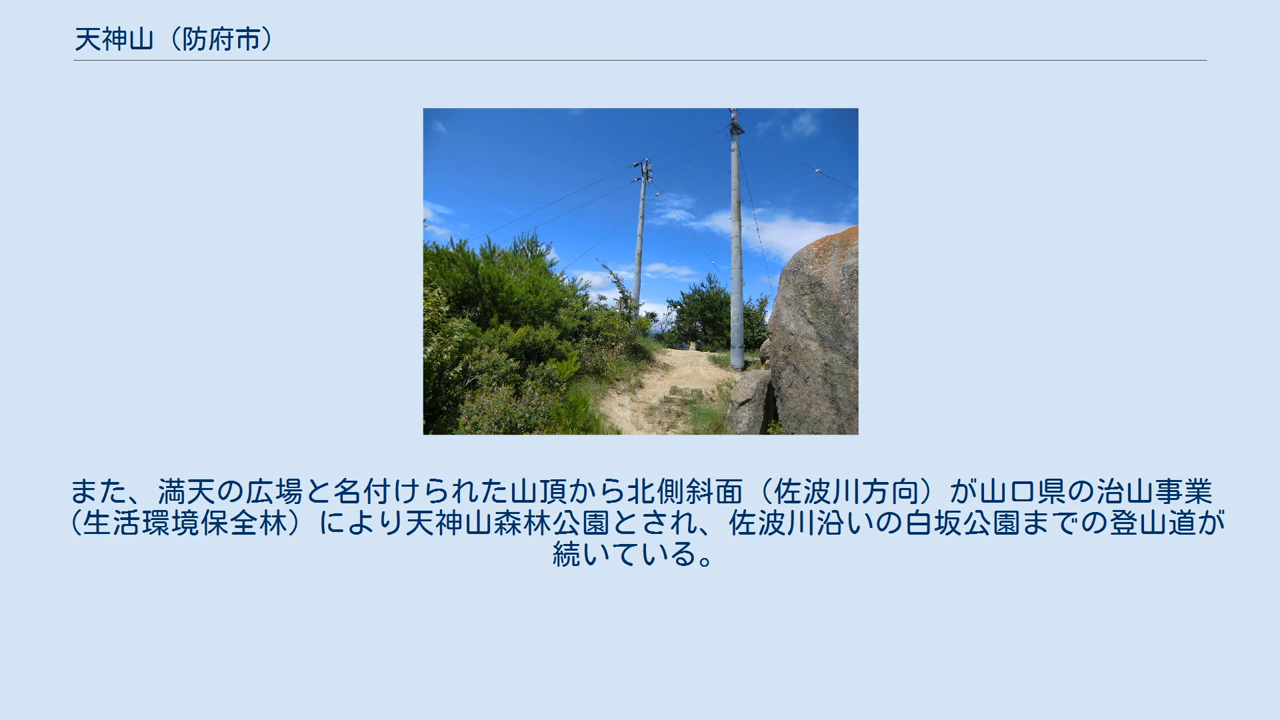 天神山（防府市）
また、満天の広場と名付けられた山頂から北側斜面（佐波川方向）が山口県の治山事業
（生活環境保全林）により天神山森林公園とされ、佐波川沿いの白坂公園までの登山道が
続いている。